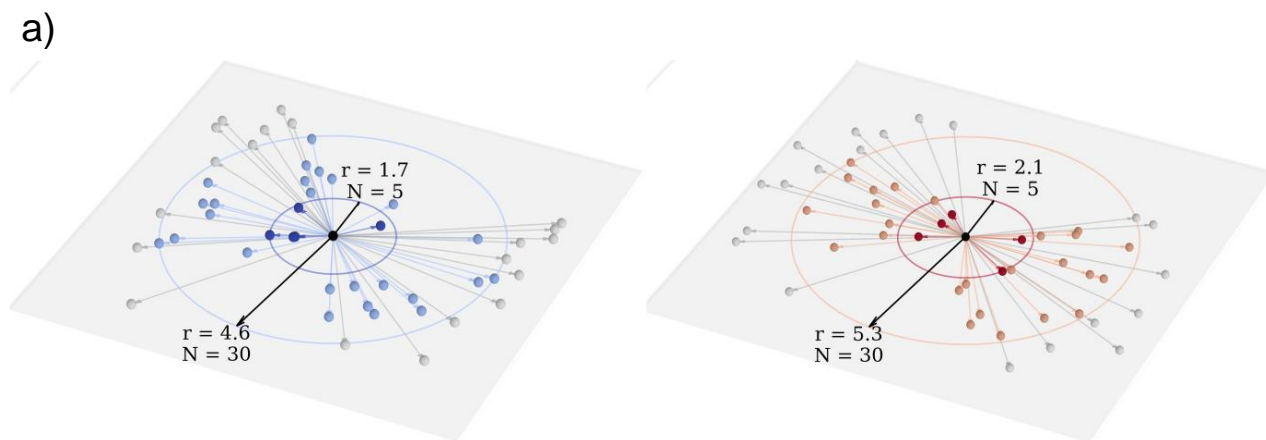 a)
r = 1.7
N = 5
r = 4.6
N = 30
r = 2.1
N = 5
r = 5.3
N = 30